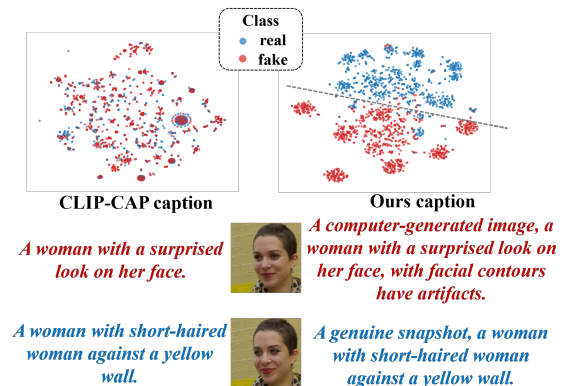 Class
real
fake
CLIP-CAP caption
Ours caption
A woman with a surprised
look on her face.
A computer-generated image, a
woman with a surprised look on
her face, with facial contours
have artifacts.
A woman with short-haired
woman against a yellow
wall.
A genuine snapshot, a woman
with short-haired woman
against a yellow wall.